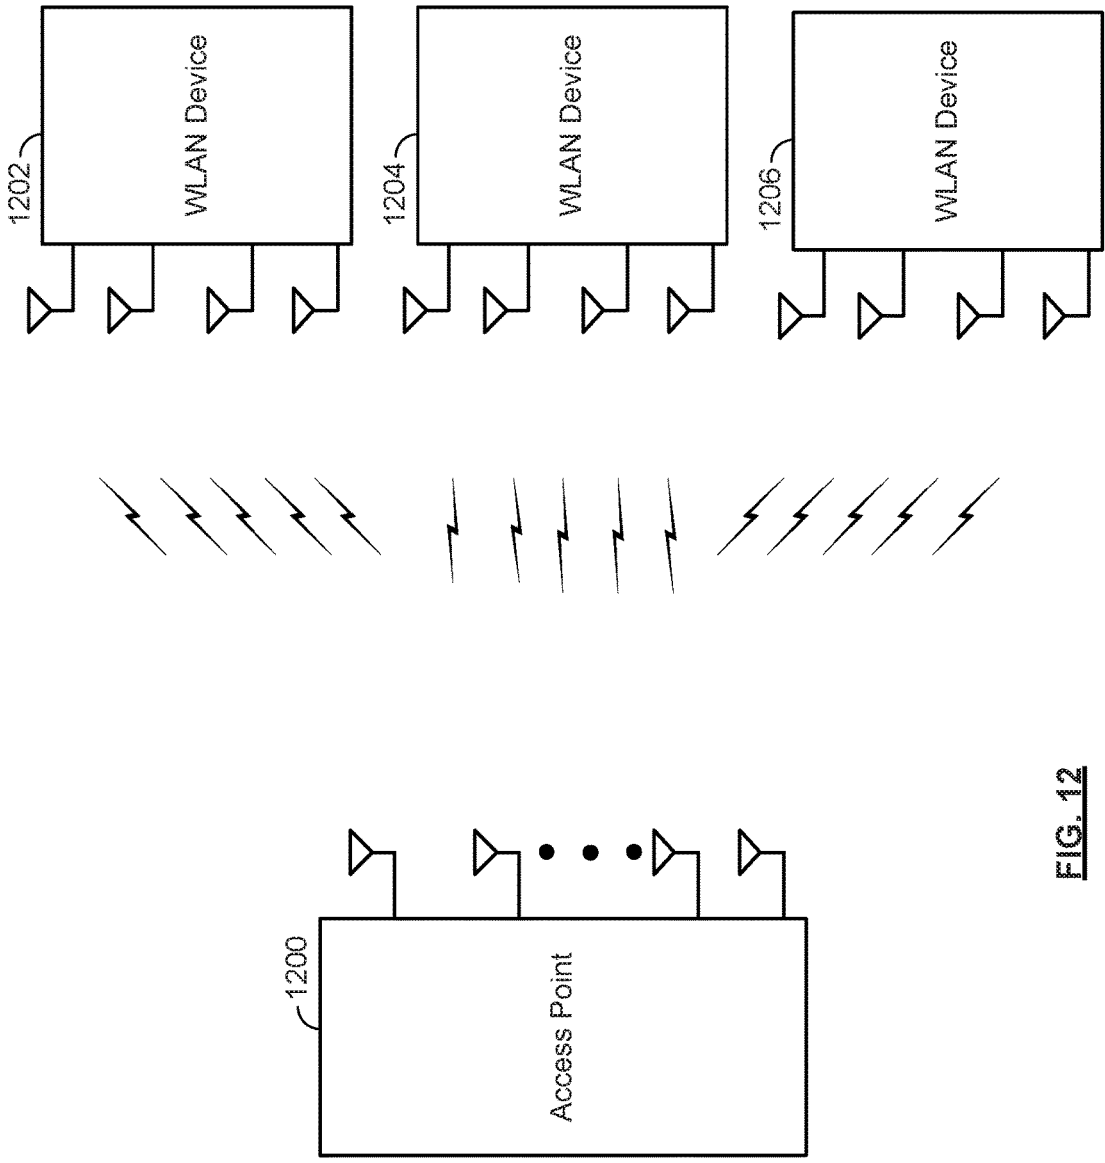 1200
Access Point
1202
WLAN Device
1204
WLAN Device
1206
WLAN Device
FIG. 12